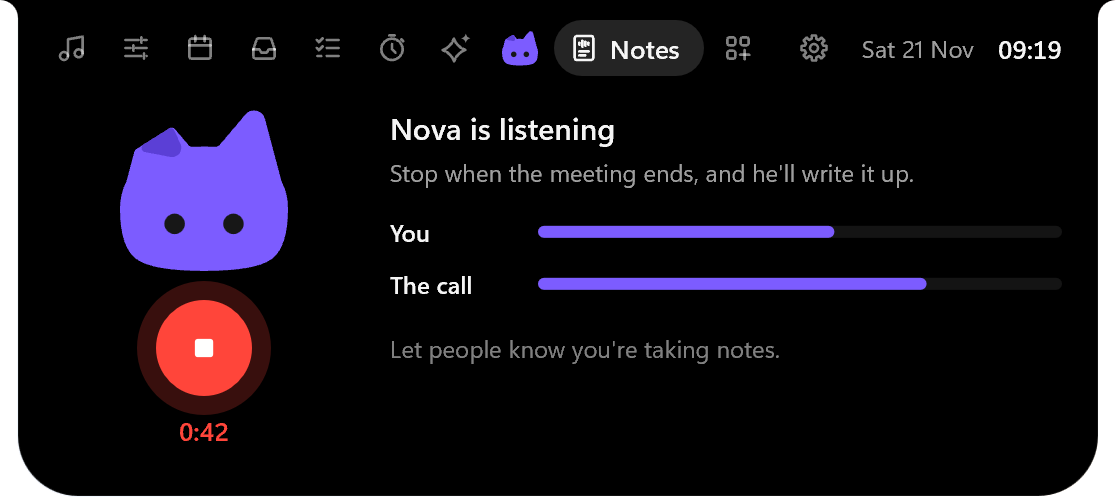 Notes
Sat 21 Nov 09:19
Nova is listening
Stop when the meeting ends, and he'll write it up.
You
The call
Let people know you're taking notes.
0:42